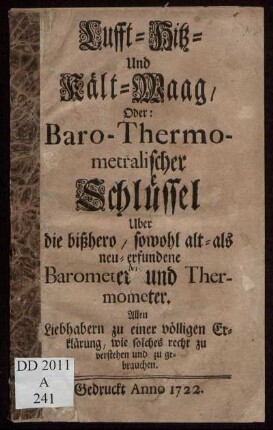 Lufft-Hitz-
Und
Kält-Waag/
Oder:
Baro-Thermo-
metralischer
Schlüssel
Uber
die bißhero/ sowohl alt-als
neu-erfundene
Barometer und Ther-
mometer.
Allen
Liebhabern zu einer völligen Er-
klärung, wie solches recht zu
verstehen und zu ge-
brauchen.
Gedruckt Anno 1722.
DD 2011
A
241